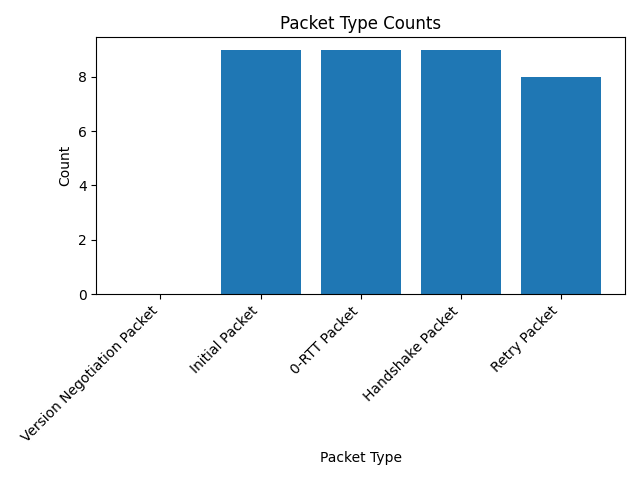 Packet Type Counts
Count
8
6
4
2
0
Version Negotiation Packet
Initial Packet
0-RTT Packet
Handshake Packet
Retry Packet
Packet Type